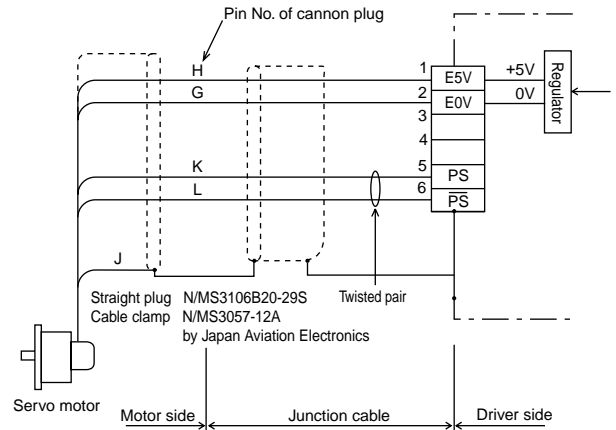 Pin No. of cannon plug
H
G
K
L
J
1
2
3
4
5
6
E5V
E0V
PS
P̅S̅
+5V
0V
Regulator
Straight plug N/MS3106B20-29S
Cable clamp N/MS3057-12A
by Japan Aviation Electronics
Twisted pair
Servo motor
Motor side
Junction cable
Driver side